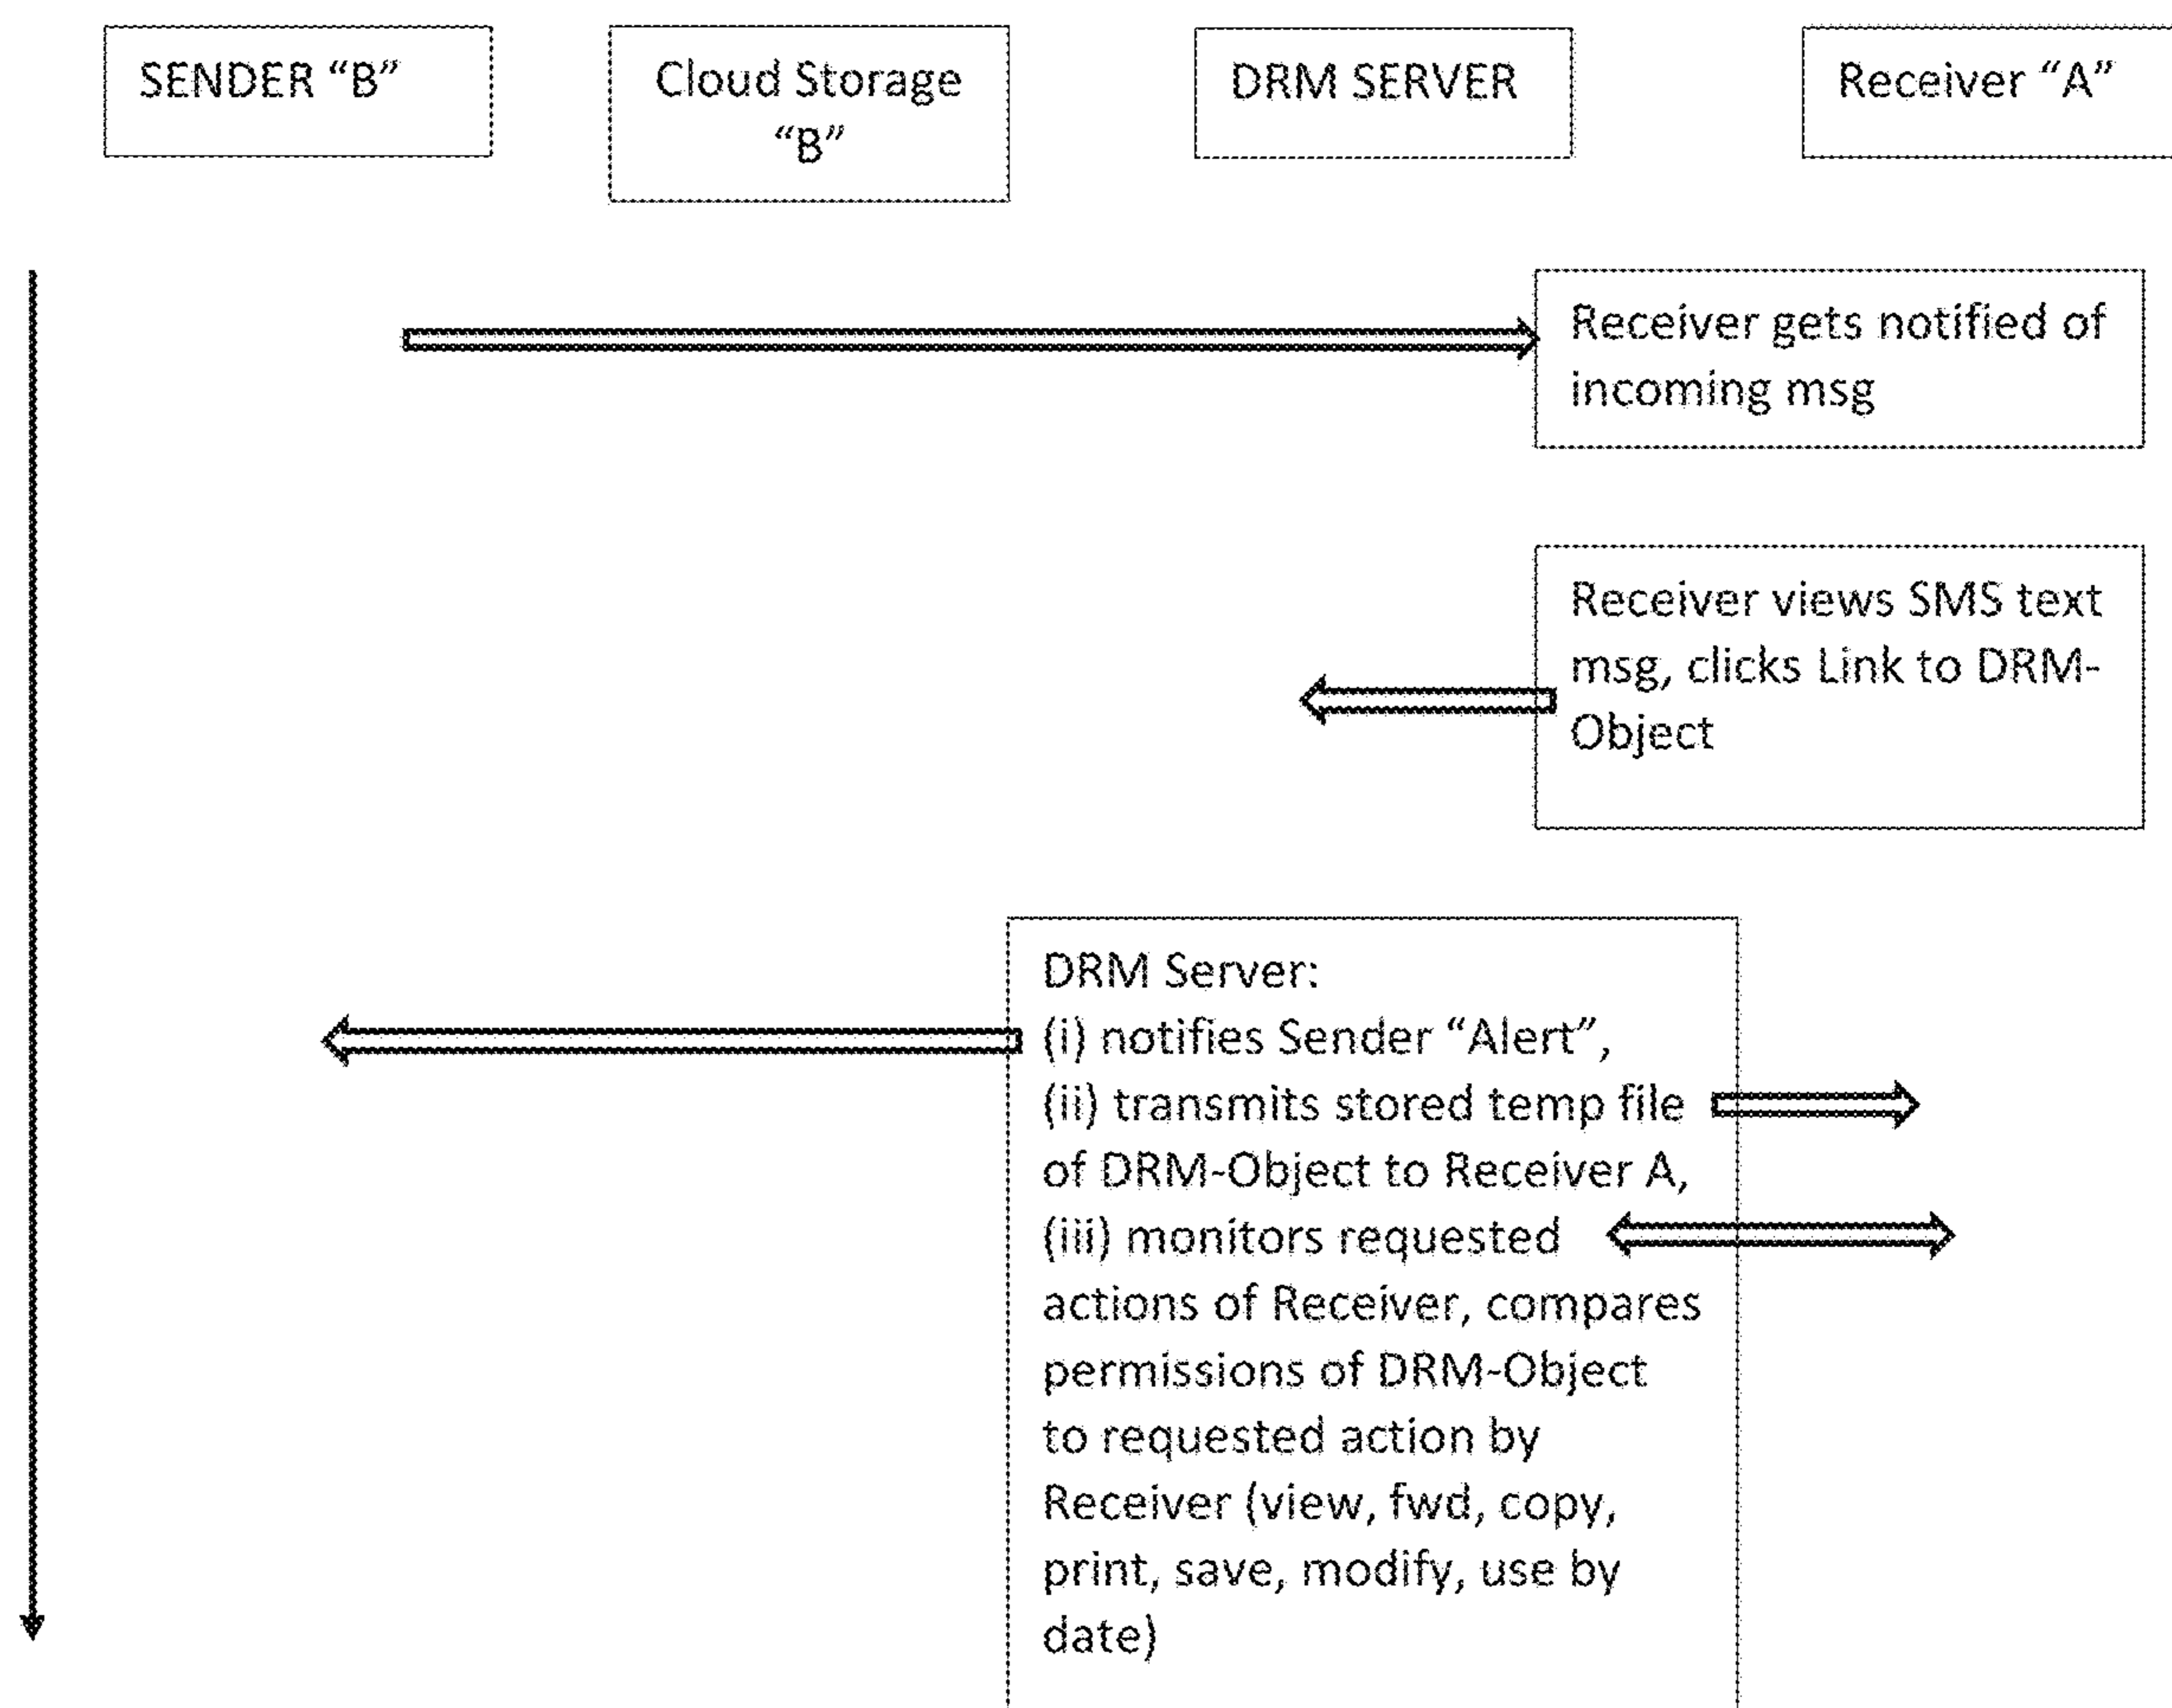 SENDER “B”
Cloud Storage
“B”
DRM SERVER
Receiver “A”
Receiver gets notified of
incoming msg
Receiver views SMS text
msg, clicks Link to DRM-
Object
DRM Server:
(i) notifies Sender “Alert”,
(ii) transmits stored temp file
of DRM-Object to Receiver A,
(iii) monitors requested
actions of Receiver, compares
permissions of DRM-Object
to requested action by
Receiver (view, fwd, copy,
print, save, modify, use by
date)